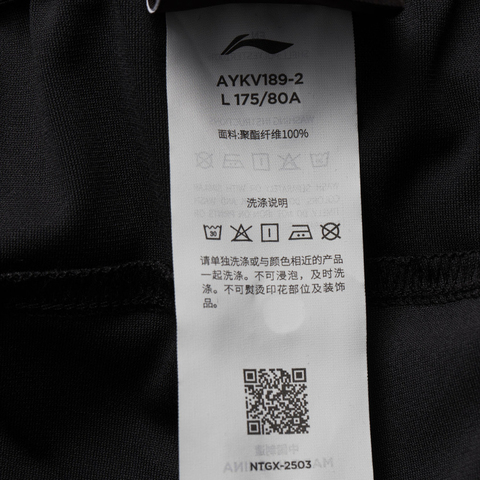 AYKV189-2
L 175/80A
面料:聚酯纤维100%
洗涤说明
请单独洗涤或与颜色相近的产品
一起洗涤。不可浸泡，及时洗
涤。不可熨烫印花部位及装饰
品。
NTGX-2503